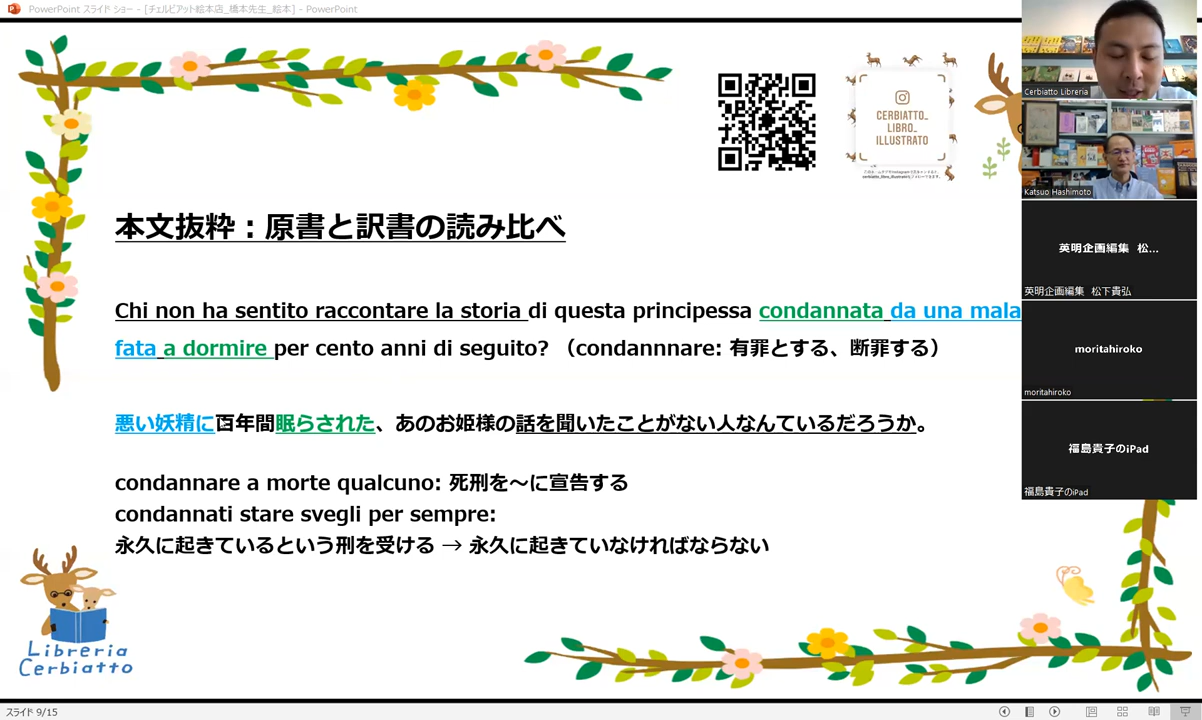 PowerPoint スライド ショー - [チェルビアット絵本店_橋本先生_絵本] - PowerPoint
CERBIATTO_
LIBRO_
ILLUSTRATO
Cerbiatto Libreria
Katsuo Hashimoto
英明企画編集 松...
英明企画編集 松下貴弘
moritahiroko
moritahiroko
福島貴子のiPad
福島貴子のiPad
本文抜粋：原書と訳書の読み比べ
Chi non ha sentito raccontare la storia di questa principessa condannata da una mala
fata a dormire per cento anni di seguito? （condannnare: 有罪とする、断罪する）
悪い妖精に百年間眠らされた、あのお姫様の話を聞いたことがない人なんているだろうか。
condannare a morte qualcuno: 死刑を～に宣告する
condannati stare svegli per sempre:
永久に起きているという刑を受ける → 永久に起きていなければならない
Libreria
Cerbiatto
スライド 9/15